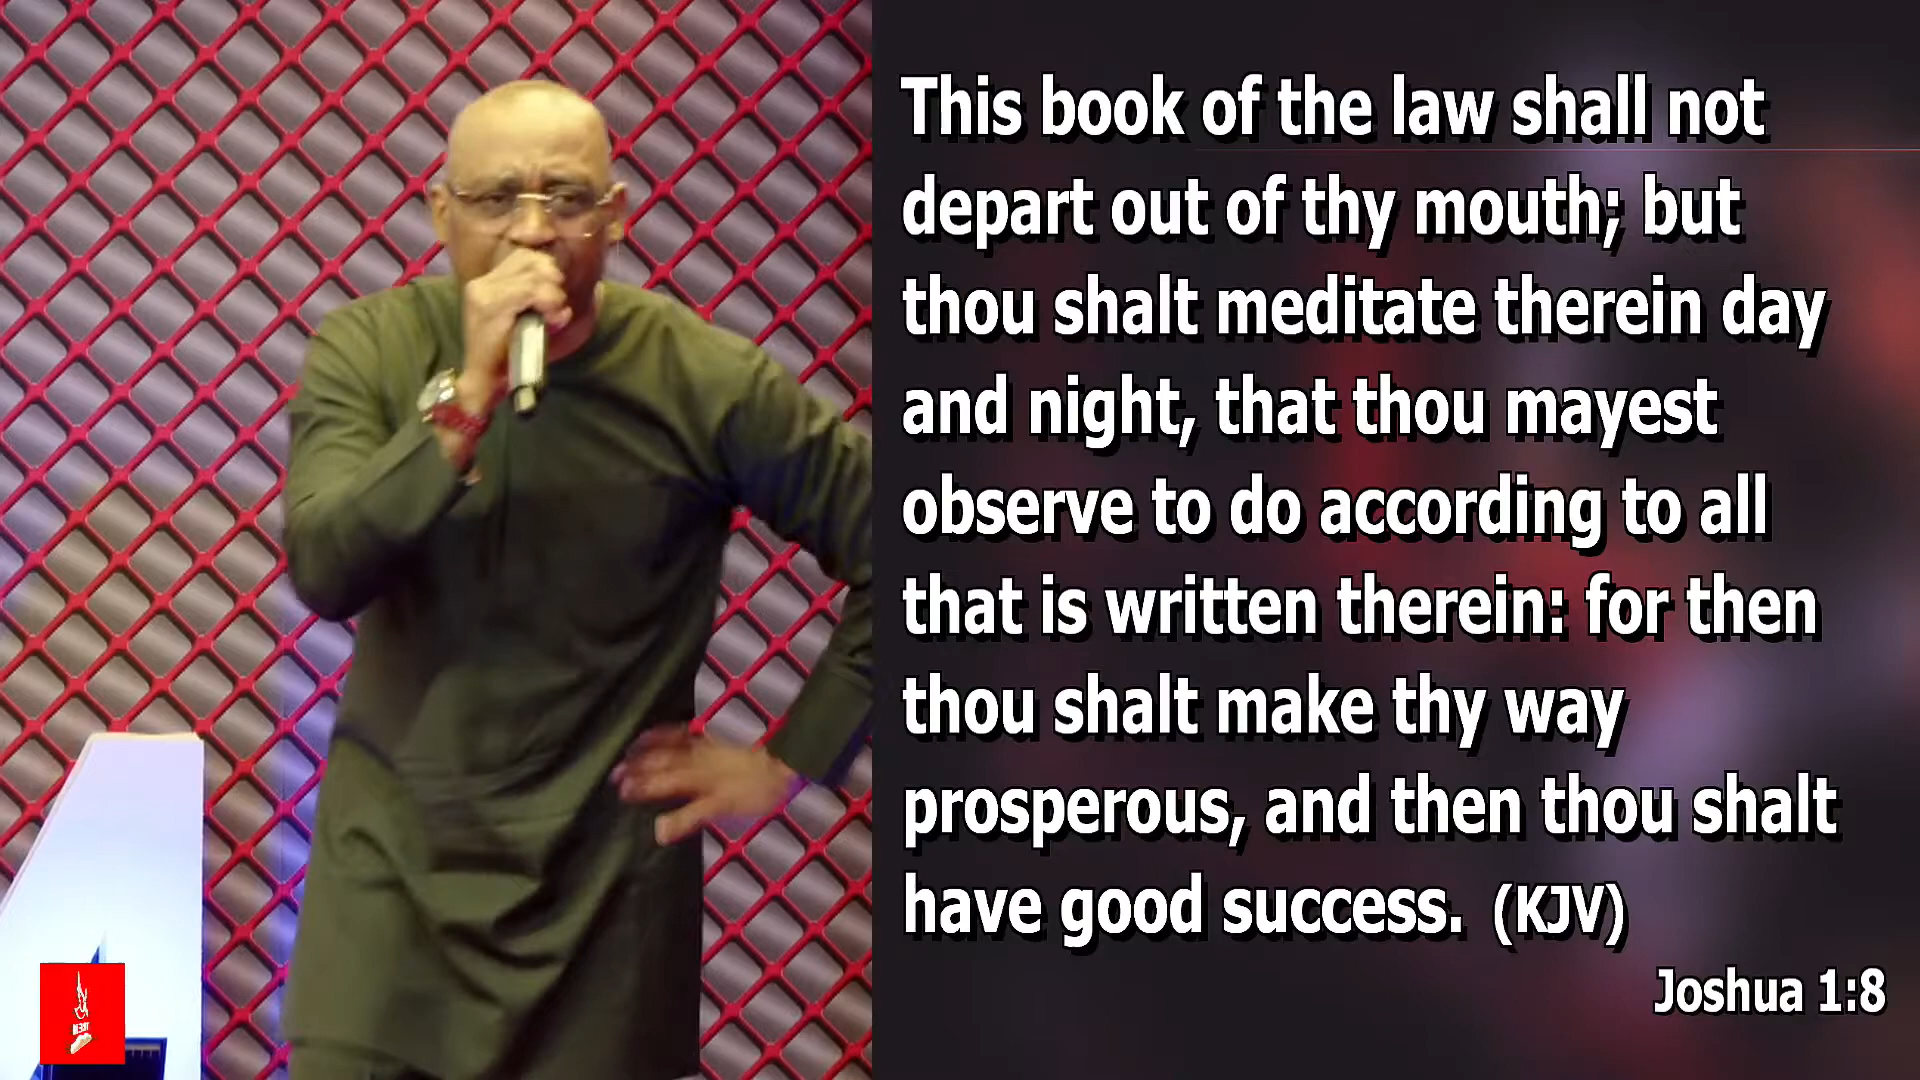 This book of the law shall not
depart out of thy mouth; but
thou shalt meditate therein day
and night, that thou mayest
observe to do according to all
that is written therein: for then
thou shalt make thy way
prosperous, and then thou shalt
have good success. (KJV)
Joshua 1:8